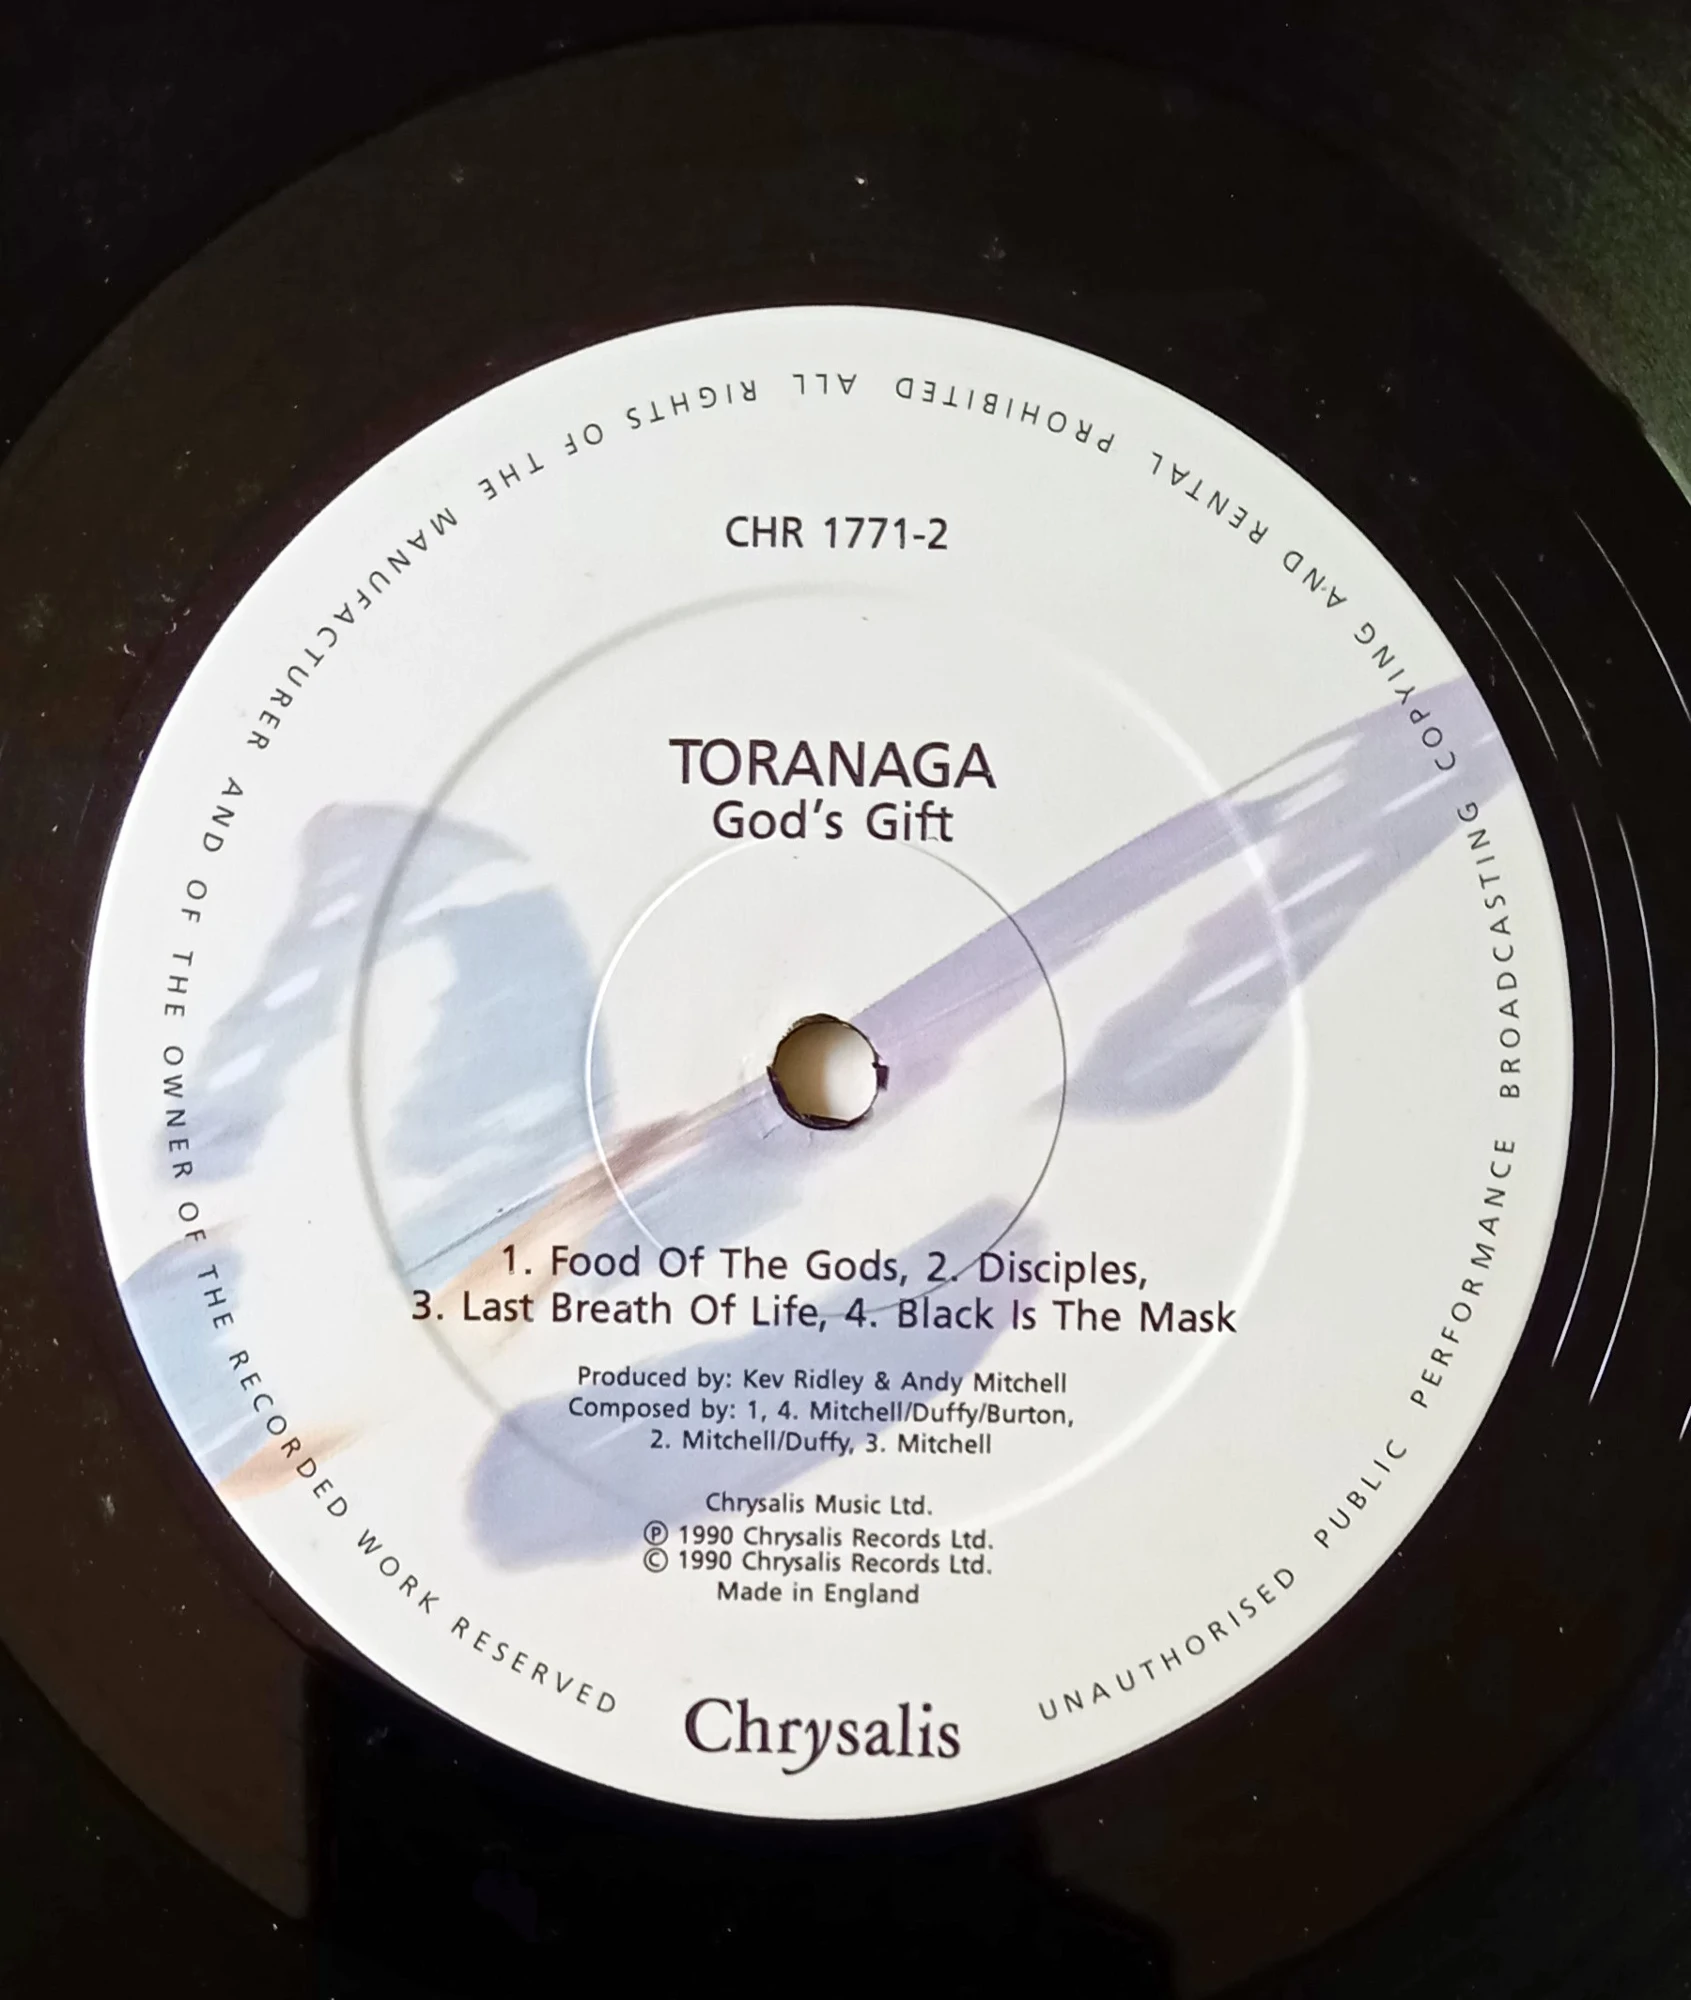 CHR 1771-2
TORANAGA
God's Gift
1. Food Of The Gods, 2. Disciples,
3. Last Breath Of Life, 4. Black Is The Mask
Produced by: Kev Ridley & Andy Mitchell
Composed by: 1, 4. Mitchell/Duffy/Burton,
2. Mitchell/Duffy, 3. Mitchell
Chrysalis Music Ltd.
℗ 1990 Chrysalis Records Ltd.
© 1990 Chrysalis Records Ltd.
Made in England
Chrysalis
UNAUTHORISED PUBLIC PERFORMANCE BROADCASTING COPYING AND RENTAL PROHIBITED ALL RIGHTS OF THE MANUFACTURER AND OF THE OWNER OF THE RECORDED WORK RESERVED